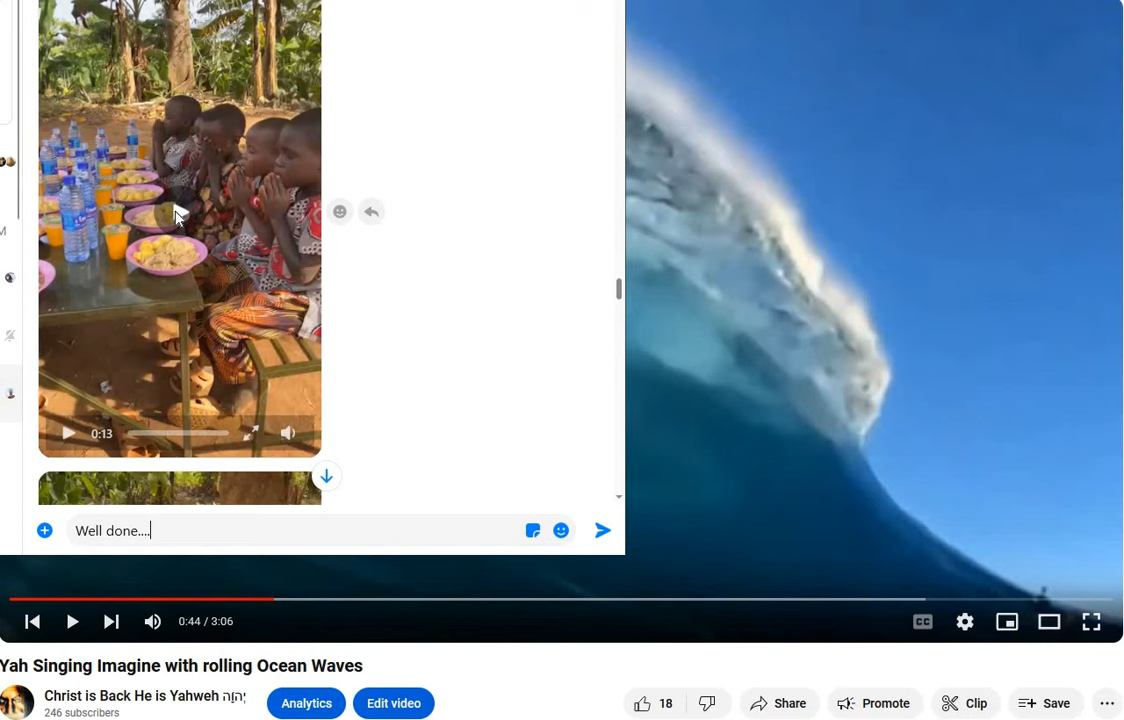 M
0:13
Well done....
0:44 / 3:06
CC
Yah Singing Imagine with rolling Ocean Waves
Christ is Back He is Yahweh יְהֹוָה
246 subscribers
Analytics
Edit video
18
Share
Promote
Clip
Save